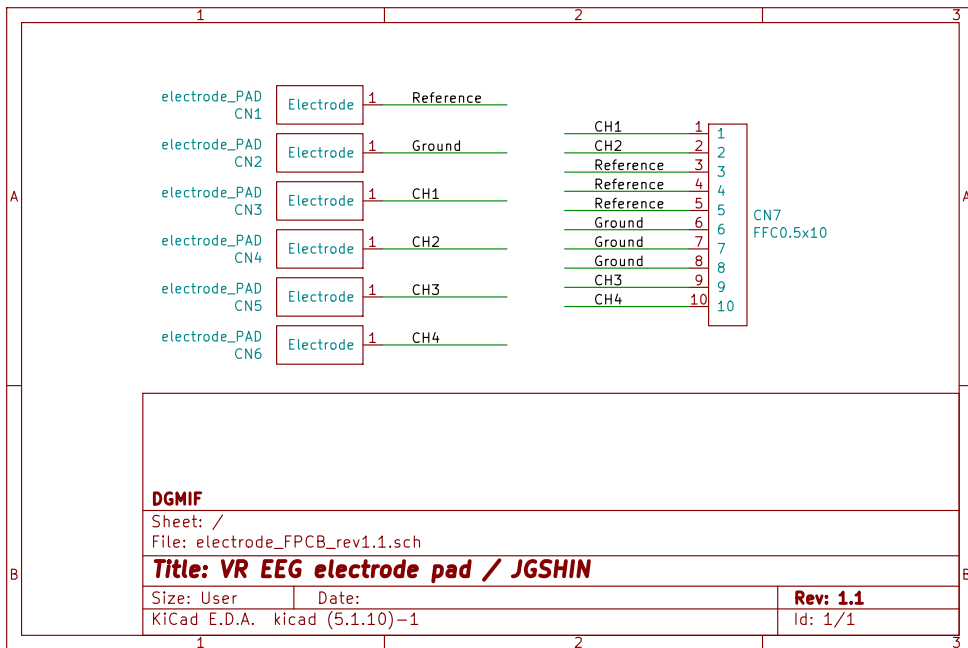 1 2 3
electrode_PAD
CN1
Electrode 1 Reference
electrode_PAD
CN2
Electrode 1 Ground
electrode_PAD
CN3
Electrode 1 CH1
electrode_PAD
CN4
Electrode 1 CH2
electrode_PAD
CN5
Electrode 1 CH3
electrode_PAD
CN6
Electrode 1 CH4
CH1 1 1
CH2 2 2
Reference 3 3
Reference 4 4
Reference 5 5
Ground 6 6
Ground 7 7
Ground 8 8
CH3 9 9
CH4 10 10
CN7
FFC0.5x10
A A
DGMIF
Sheet: /
File: electrode_FPCB_rev1.1.sch
B B
Title: VR EEG electrode pad / JGSHIN
Size: User Date: Rev: 1.1
KiCad E.D.A. kicad (5.1.10)-1 Id: 1/1
1 2 3